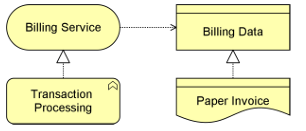 Billing Service
Billing Data
Transaction
Processing
Paper Invoice